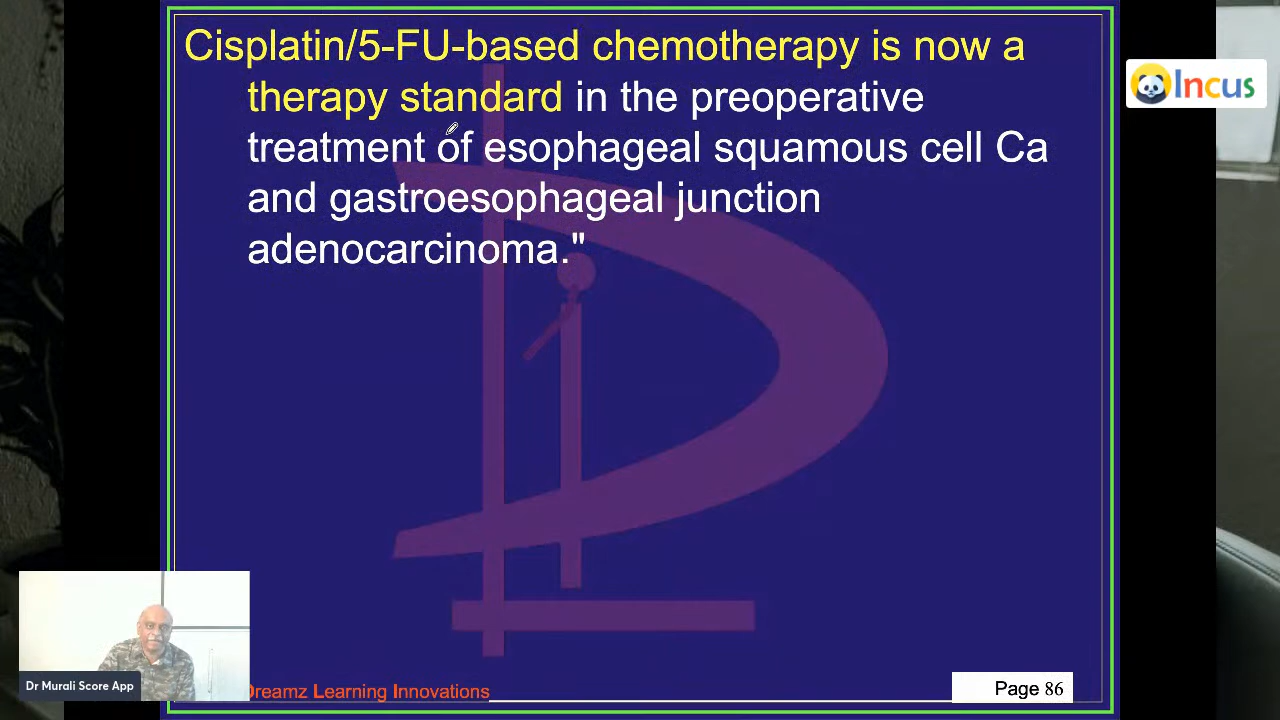 Cisplatin/5-FU-based chemotherapy is now a
therapy standard in the preoperative
treatment of esophageal squamous cell Ca
and gastroesophageal junction
adenocarcinoma."
Incus
Dr Murali Score App
Dreamz Learning Innovations
Page 86